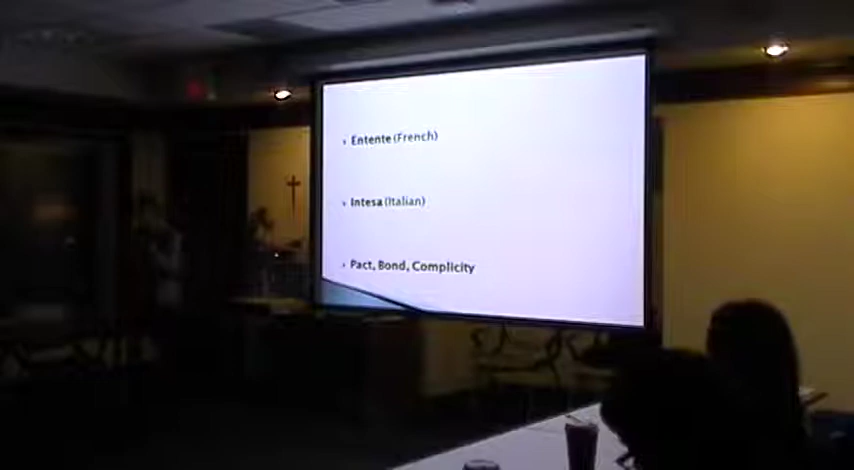 Entente (French)
Intesa (Italian)
Pact, Bond, Complicity